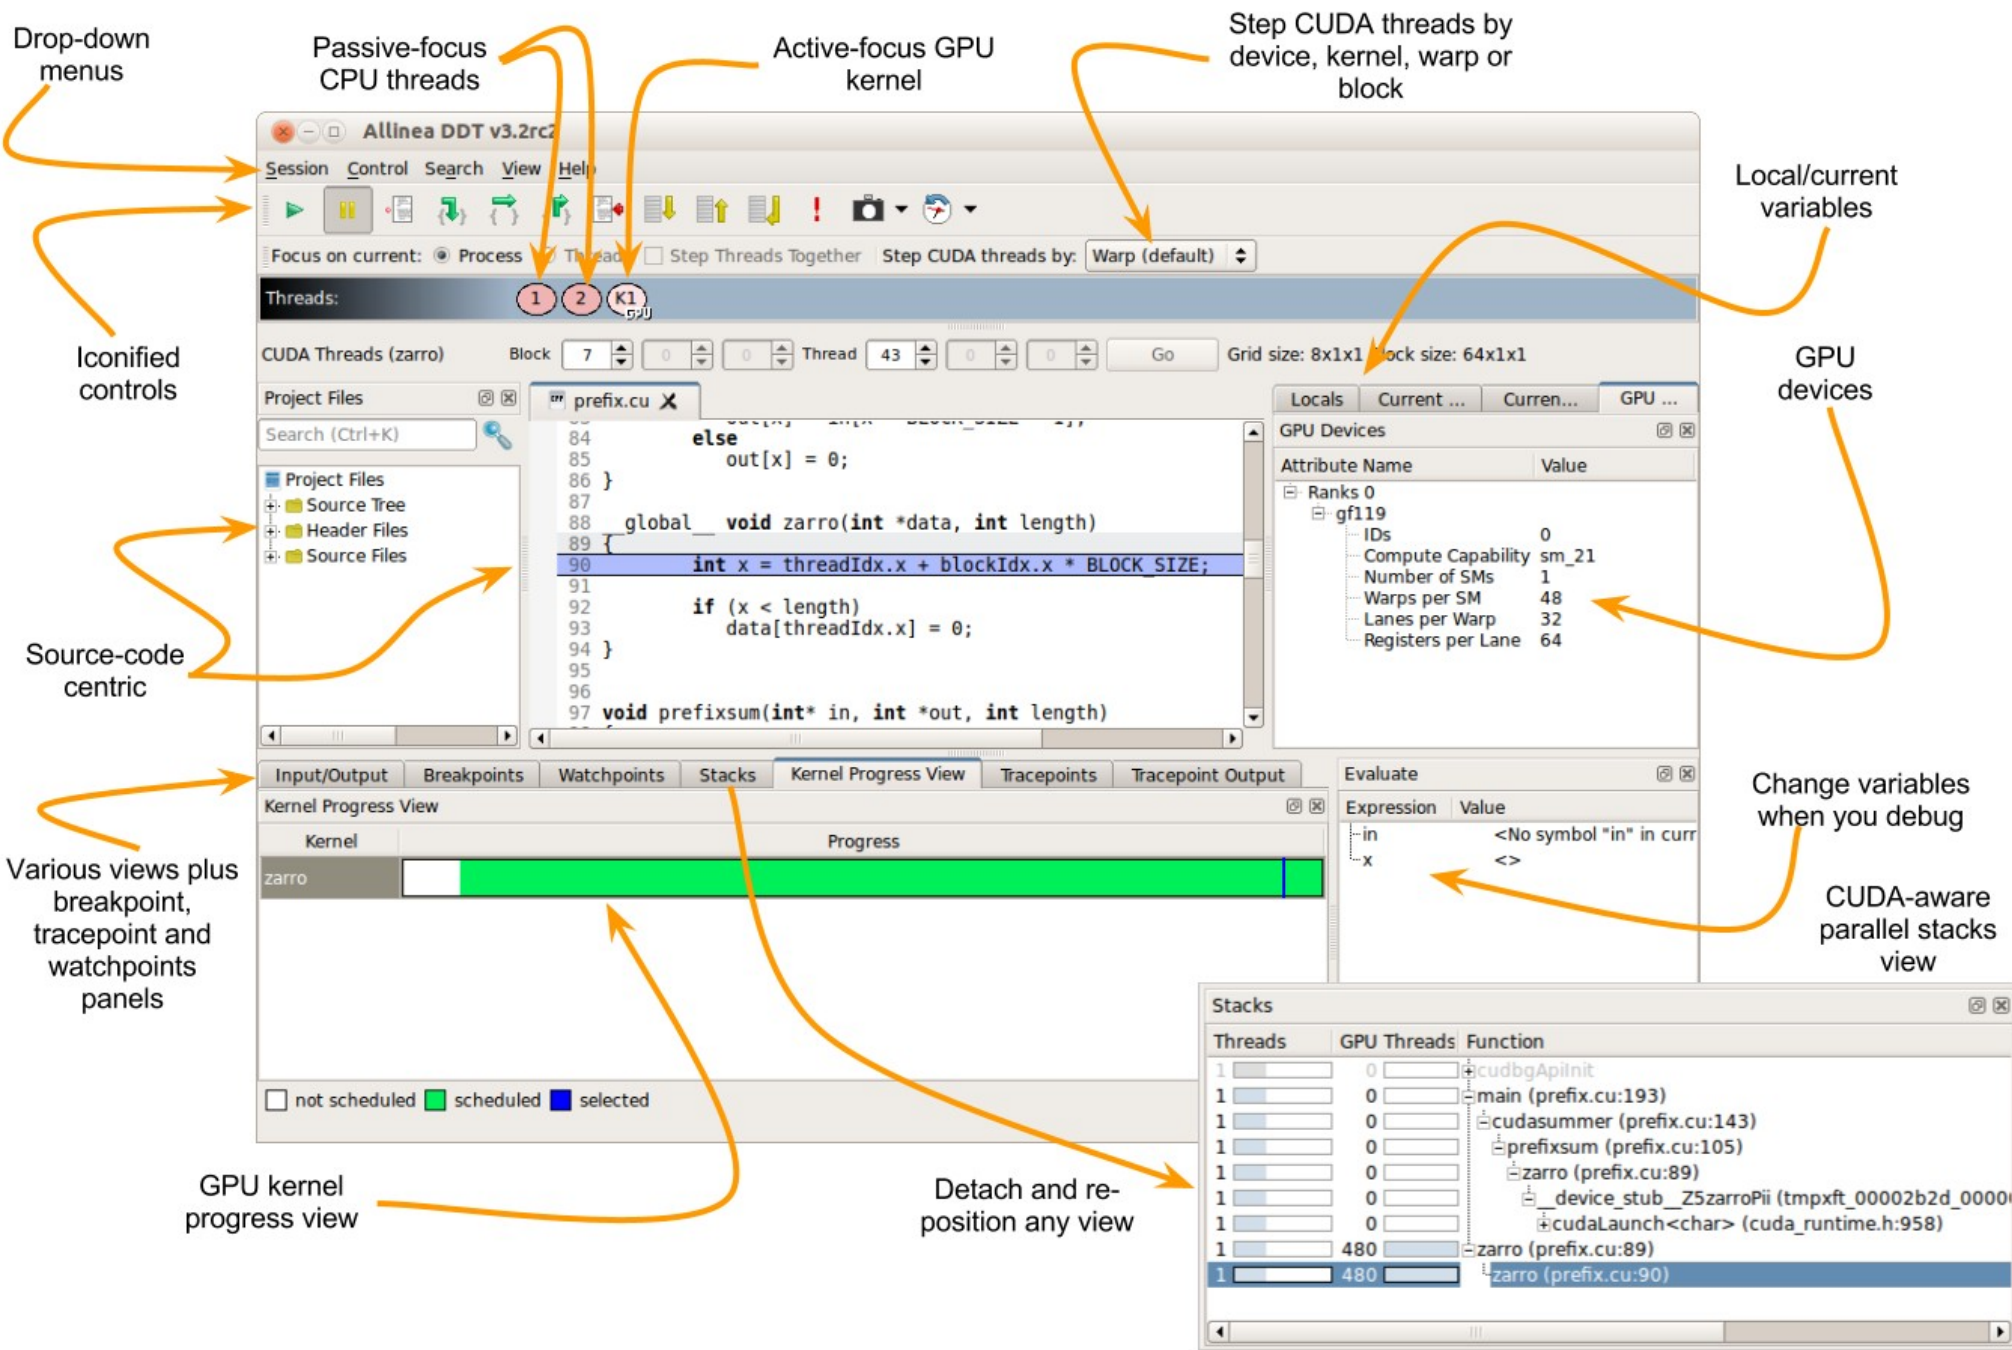 Drop-down
menus
Passive-focus
CPU threads
Active-focus GPU
kernel
Step CUDA threads by
device, kernel, warp or
block
Allinea DDT v3.2rc2
Session Control Search View Help
Local/current
variables
Focus on current: Process Thread Step Threads Together Step CUDA threads by: Warp (default)
Threads: 1 2 K1
GPU
Iconified
controls
CUDA Threads (zarro) Block 7 0 0 Thread 43 0 0 Go Grid size: 8x1x1 Block size: 64x1x1
GPU
devices
Project Files
Search (Ctrl+K)
Project Files
Source Tree
Header Files
Source Files
prefix.cu
84 else
85 out[x] = 0;
86 }
87
88 __global__ void zarro(int *data, int length)
89 {
90 int x = threadIdx.x + blockIdx.x * BLOCK_SIZE;
91
92 if (x < length)
93 data[threadIdx.x] = 0;
94 }
95
96
97 void prefixsum(int* in, int *out, int length)
Locals Current ... Curren... GPU ...
GPU Devices
Attribute Name Value
Ranks 0
gf119
IDs 0
Compute Capability sm_21
Number of SMs 1
Warps per SM 48
Lanes per Warp 32
Registers per Lane 64
Source-code
centric
Input/Output Breakpoints Watchpoints Stacks Kernel Progress View Tracepoints Tracepoint Output
Kernel Progress View
Kernel Progress
zarro
not scheduled scheduled selected
Evaluate
Expression Value
in <No symbol "in" in curr
x <>
Change variables
when you debug
Various views plus
breakpoint,
tracepoint and
watchpoints
panels
CUDA-aware
parallel stacks
view
GPU kernel
progress view
Detach and re-
position any view
Stacks
Threads GPU Threads Function
1 0 cudbgApiInit
1 0 main (prefix.cu:193)
1 0 cudasummer (prefix.cu:143)
1 0 prefixsum (prefix.cu:105)
1 0 zarro (prefix.cu:89)
1 0 __device_stub__Z5zarroPii (tmpxft_00002b2d_0000
1 0 cudaLaunch<char> (cuda_runtime.h:958)
1 480 zarro (prefix.cu:89)
1 480 zarro (prefix.cu:90)